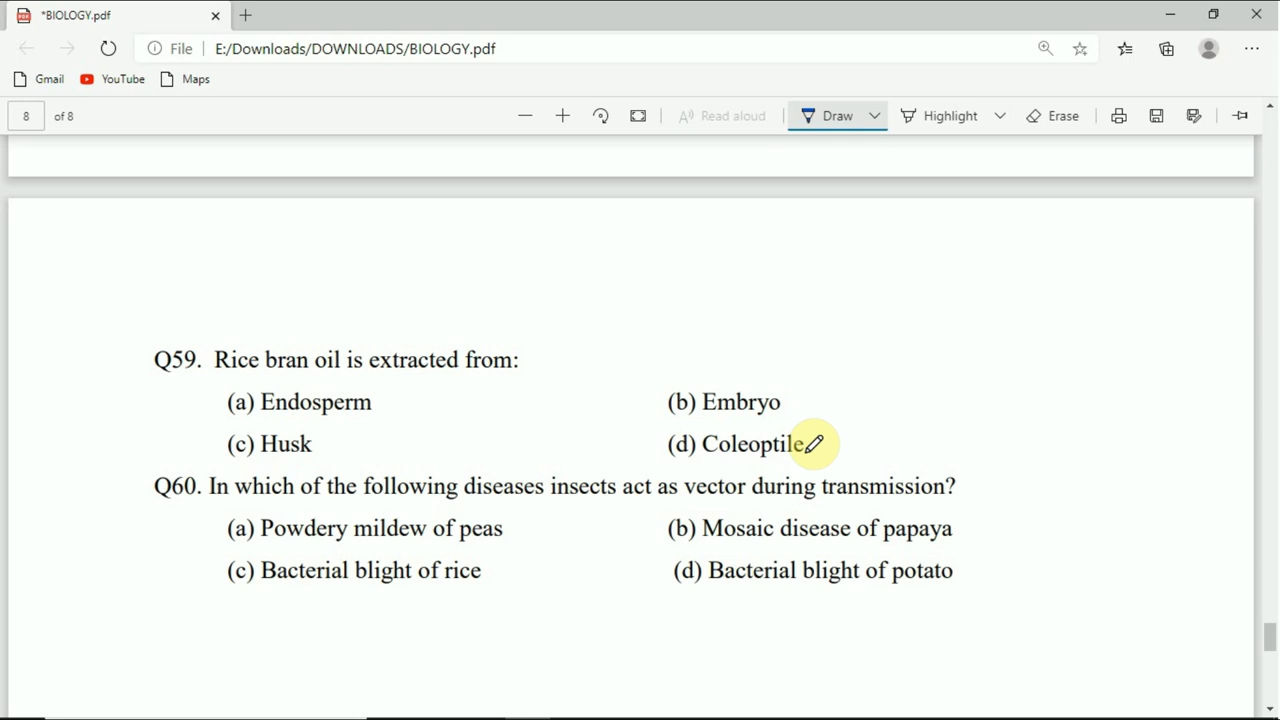 *BIOLOGY.pdf
File E:/Downloads/DOWNLOADS/BIOLOGY.pdf
Gmail YouTube Maps
8 of 8 Read aloud Draw Highlight Erase
Q59. Rice bran oil is extracted from:
(a) Endosperm (b) Embryo
(c) Husk (d) Coleoptile
Q60. In which of the following diseases insects act as vector during transmission?
(a) Powdery mildew of peas (b) Mosaic disease of papaya
(c) Bacterial blight of rice (d) Bacterial blight of potato